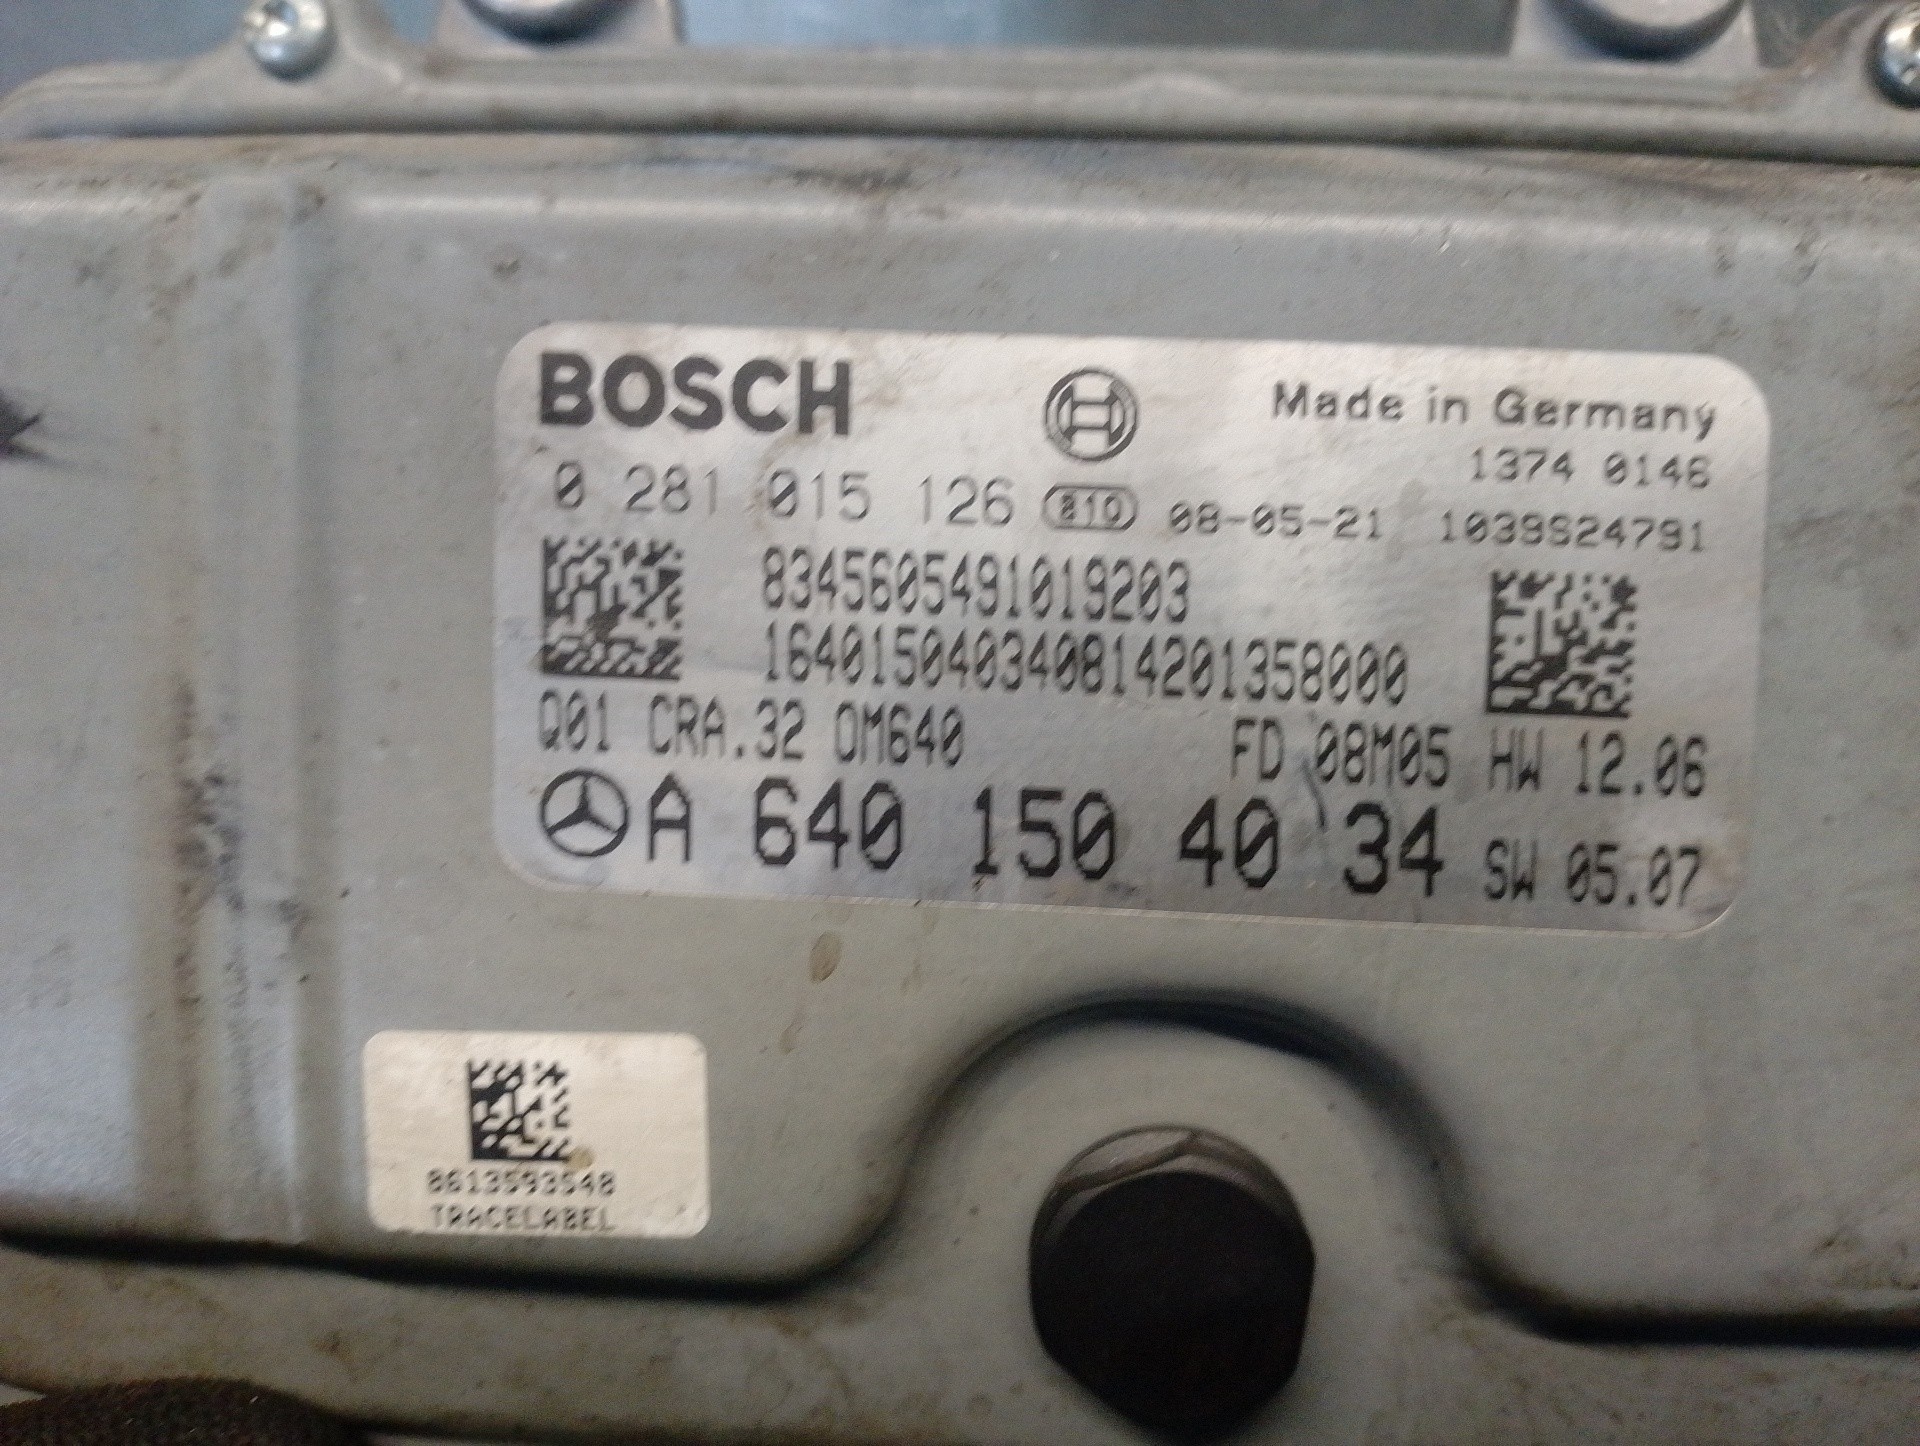 BOSCH
Made in Germany
1374 0146
0 281 015 126 810 08-05-21 1039S24791
8345605491019203
164015040340814201358000
Q01 CRA.32 OM640 FD 08M05 HW 12.06
A 640 150 40 34 SW 05.07
8613593548
TRACELABEL